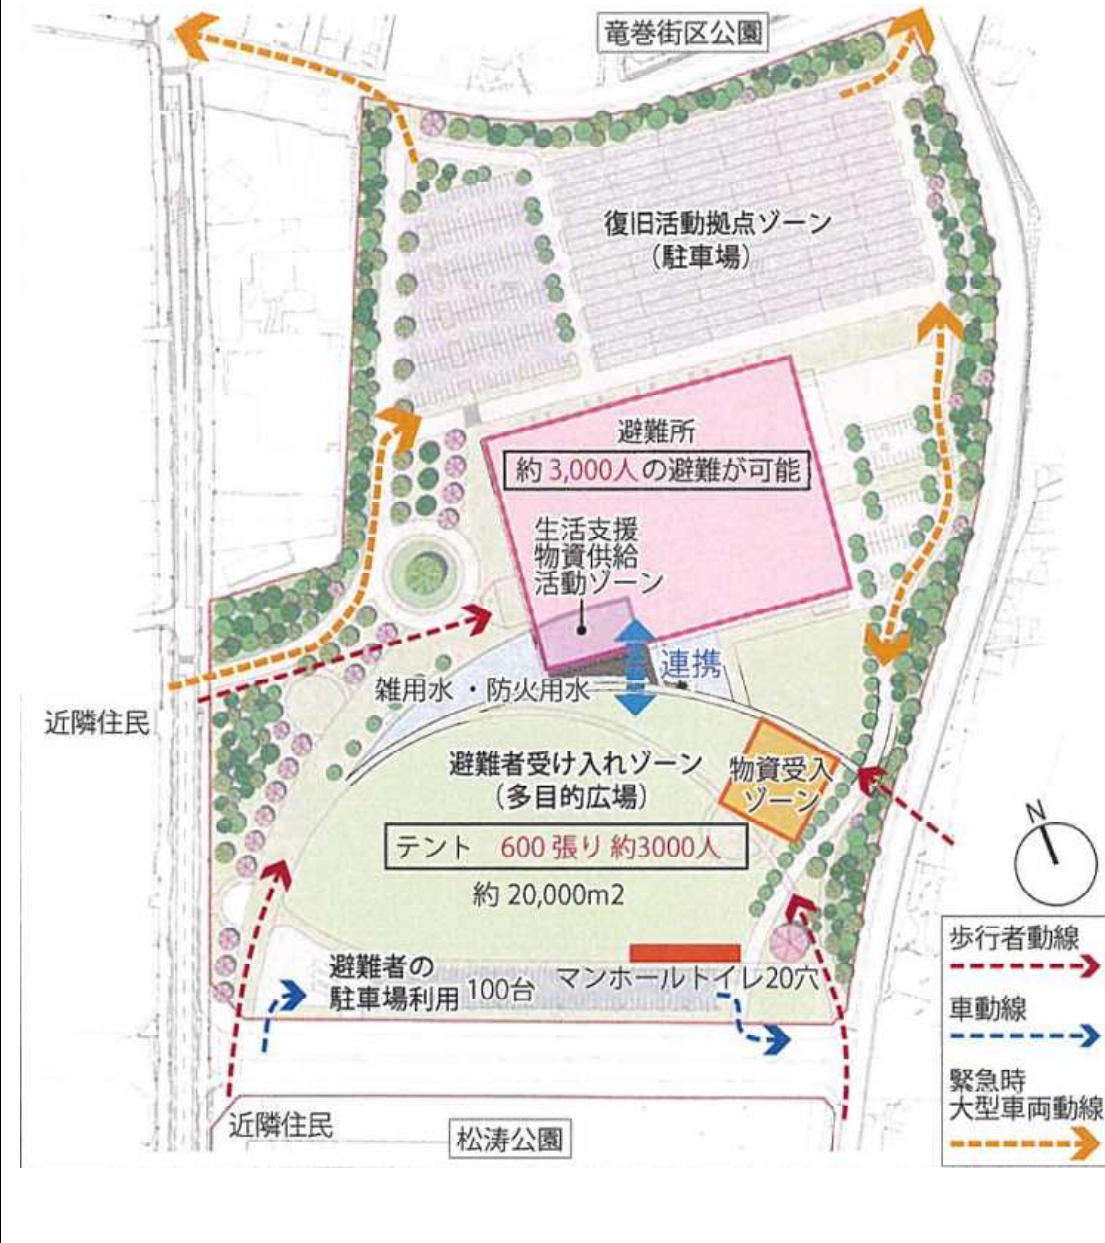 竜巻街区公園
復旧活動拠点ゾーン
（駐車場）
避難所
約 3,000人 の避難が可能
生活支援
物資供給
活動ゾーン
連携
雑用水・防火用水
近隣住民
避難者受け入れゾーン
（多目的広場）
物資受入
ゾーン
テント 600 張り 約3000人
約 20,000m2
N
避難者の
駐車場利用 100台
マンホールトイレ20穴
近隣住民
松涛公園
歩行者動線
車動線
緊急時
大型車両動線